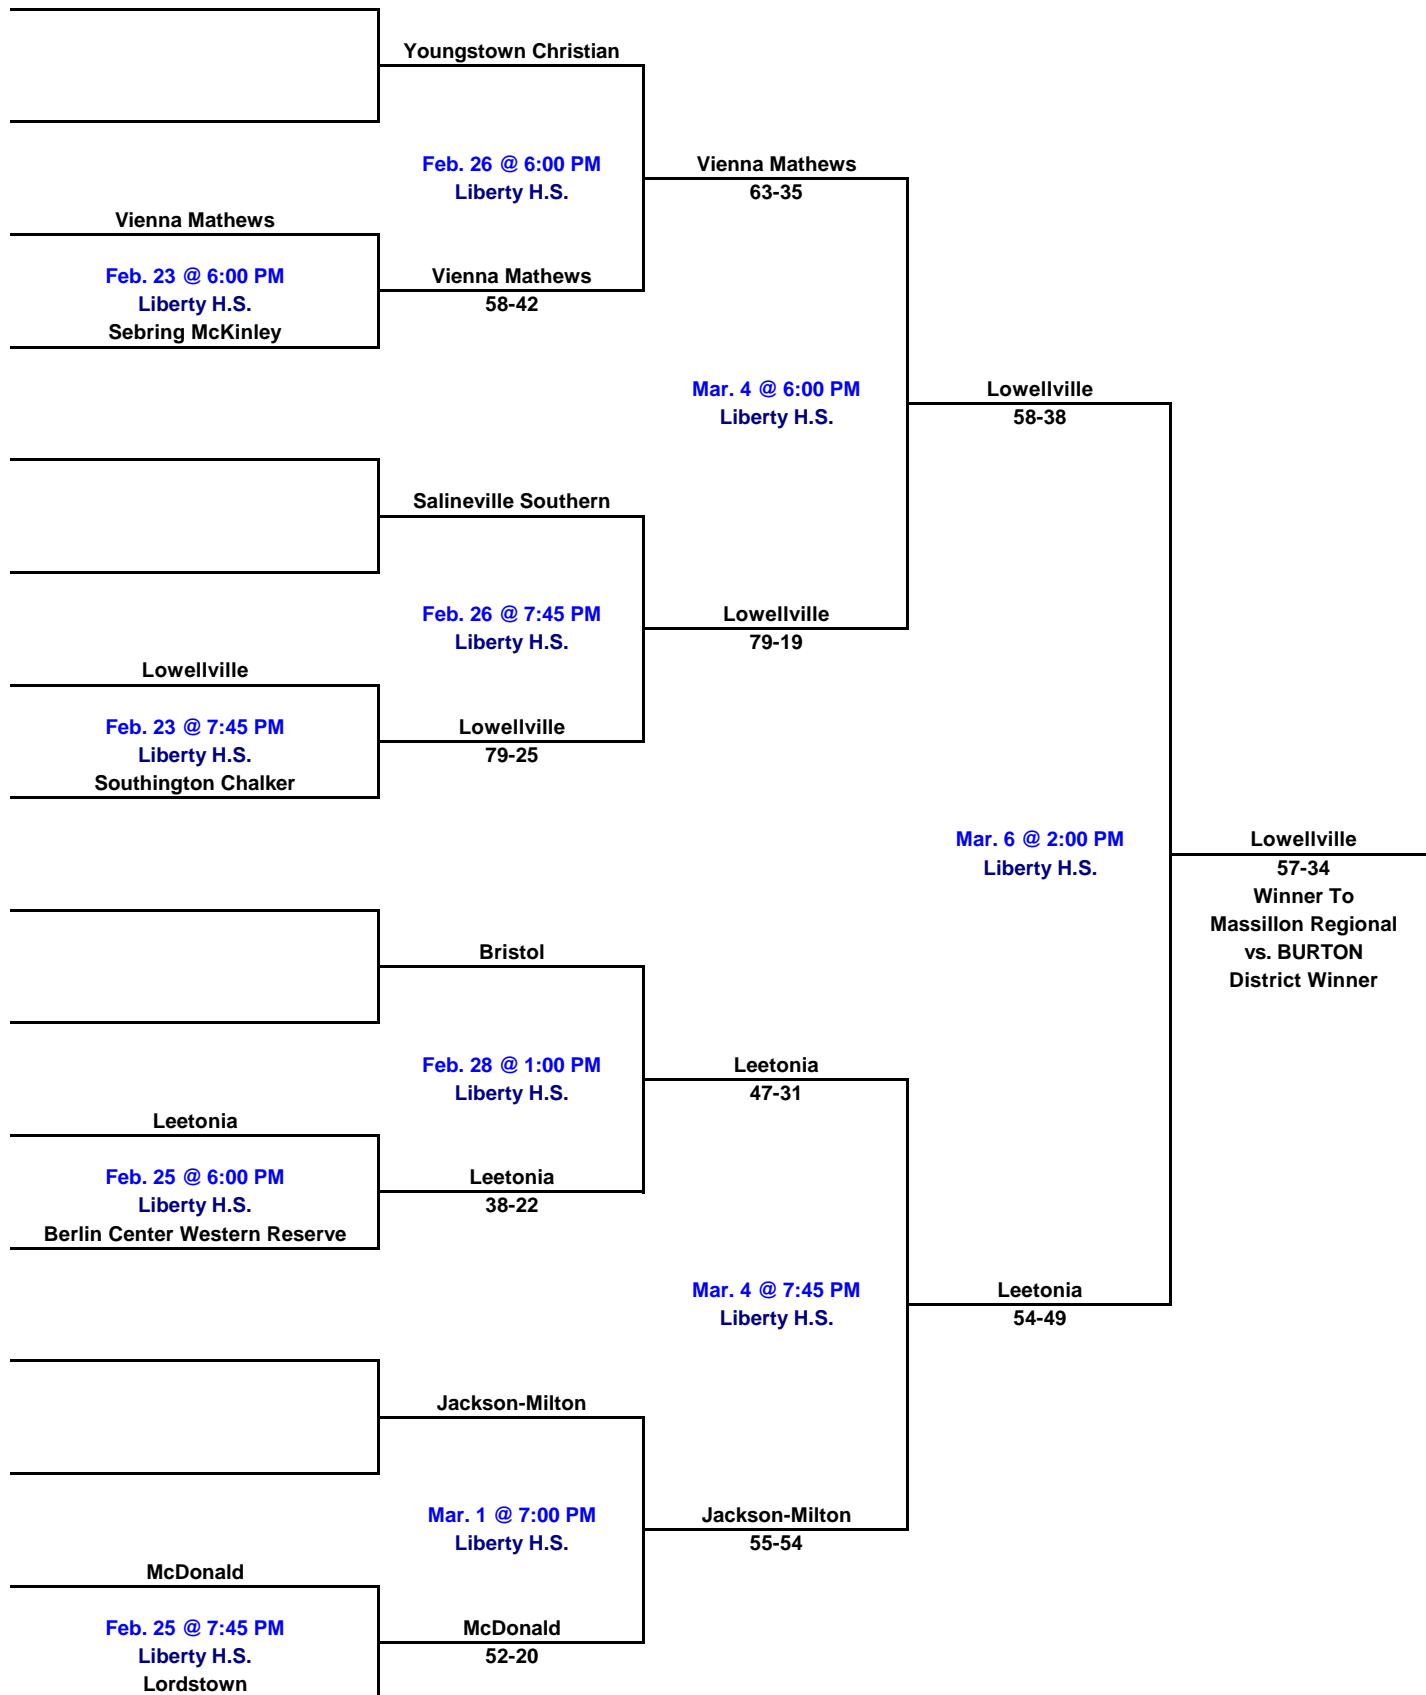 Youngstown Christian
Feb. 26 @ 6:00 PM
Liberty H.S.
Vienna Mathews
63-35
Vienna Mathews
Feb. 23 @ 6:00 PM
Liberty H.S.
Sebring McKinley
Vienna Mathews
58-42
Mar. 4 @ 6:00 PM
Liberty H.S.
Lowellville
58-38
Salineville Southern
Feb. 26 @ 7:45 PM
Liberty H.S.
Lowellville
79-19
Lowellville
Feb. 23 @ 7:45 PM
Liberty H.S.
Southington Chalker
Lowellville
79-25
Mar. 6 @ 2:00 PM
Liberty H.S.
Lowellville
57-34
Winner To
Massillon Regional
vs. BURTON
District Winner
Bristol
Feb. 28 @ 1:00 PM
Liberty H.S.
Leetonia
47-31
Leetonia
Feb. 25 @ 6:00 PM
Liberty H.S.
Berlin Center Western Reserve
Leetonia
38-22
Mar. 4 @ 7:45 PM
Liberty H.S.
Leetonia
54-49
Jackson-Milton
Mar. 1 @ 7:00 PM
Liberty H.S.
Jackson-Milton
55-54
McDonald
Feb. 25 @ 7:45 PM
Liberty H.S.
Lordstown
McDonald
52-20